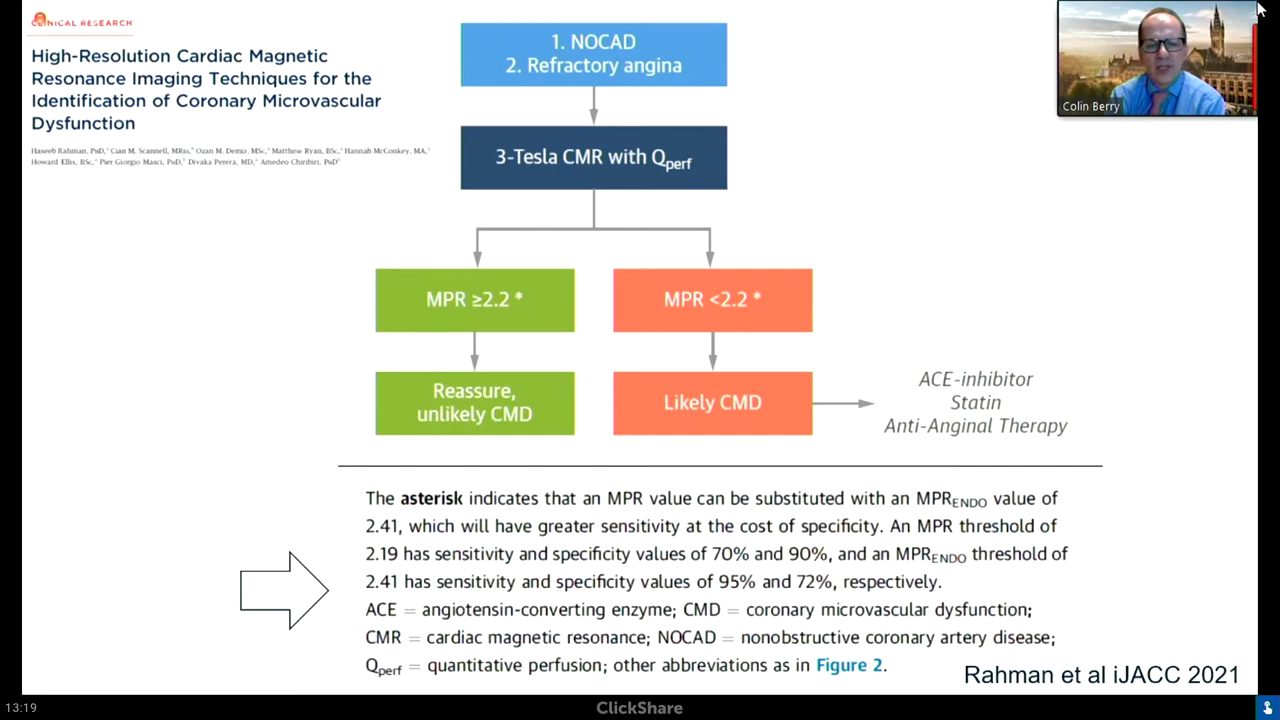 CLINICAL RESEARCH
High-Resolution Cardiac Magnetic
Resonance Imaging Techniques for the
Identification of Coronary Microvascular
Dysfunction
Haseeb Rahman, PhD,ᵃ Cian M. Scannell, MRes,ᵇ Ozan M. Demir, MSc,ᵃ Matthew Ryan, BSc,ᵃ Hannah McConkey, MA,ᵃ
Howard Ellis, BSc,ᵃ Pier Giorgio Masci, PhD,ᵇ Divaka Perera, MD,ᵃ Amedeo Chiribiri, PhDᵇ
1. NOCAD
2. Refractory angina
3-Tesla CMR with Qperf
MPR ≥2.2 *
MPR <2.2 *
Reassure,
unlikely CMD
Likely CMD
ACE-inhibitor
Statin
Anti-Anginal Therapy
The asterisk indicates that an MPR value can be substituted with an MPRENDO value of
2.41, which will have greater sensitivity at the cost of specificity. An MPR threshold of
2.19 has sensitivity and specificity values of 70% and 90%, and an MPRENDO threshold of
2.41 has sensitivity and specificity values of 95% and 72%, respectively.
ACE = angiotensin-converting enzyme; CMD = coronary microvascular dysfunction;
CMR = cardiac magnetic resonance; NOCAD = nonobstructive coronary artery disease;
Qperf = quantitative perfusion; other abbreviations as in Figure 2.
Rahman et al iJACC 2021
Colin Berry
13:19
ClickShare